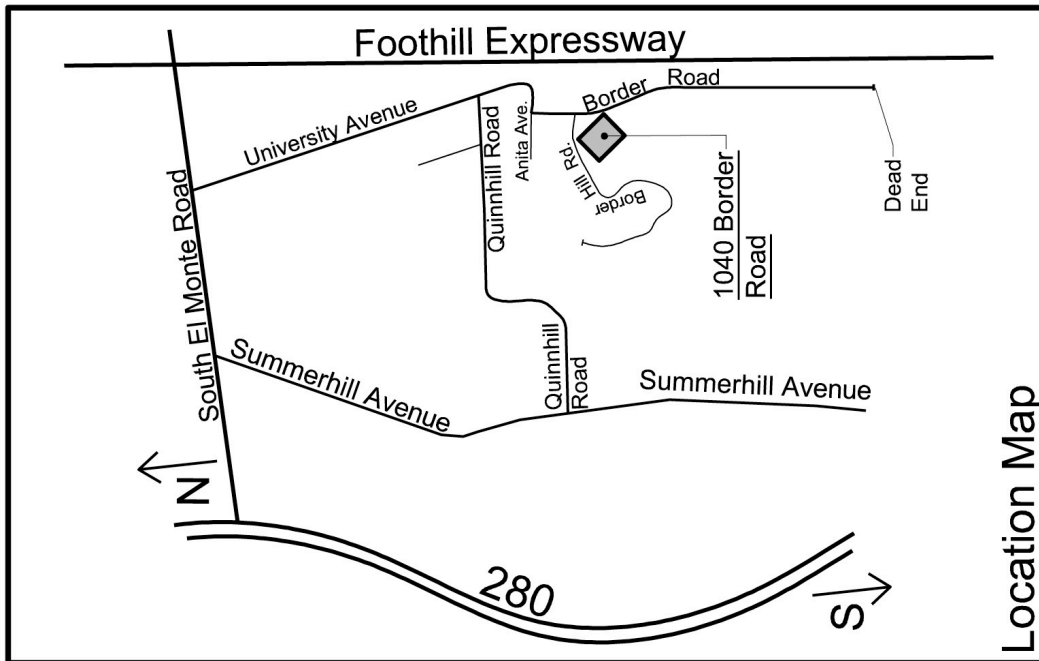 Foothill Expressway
Border Road
University Avenue
Quinnhill Road
Anita Ave.
Border
Hill Rd.
1040 Border
Road
Dead
End
South El Monte Road
Summerhill Avenue
Quinnhill
Road
Summerhill Avenue
N
280
S
Location Map